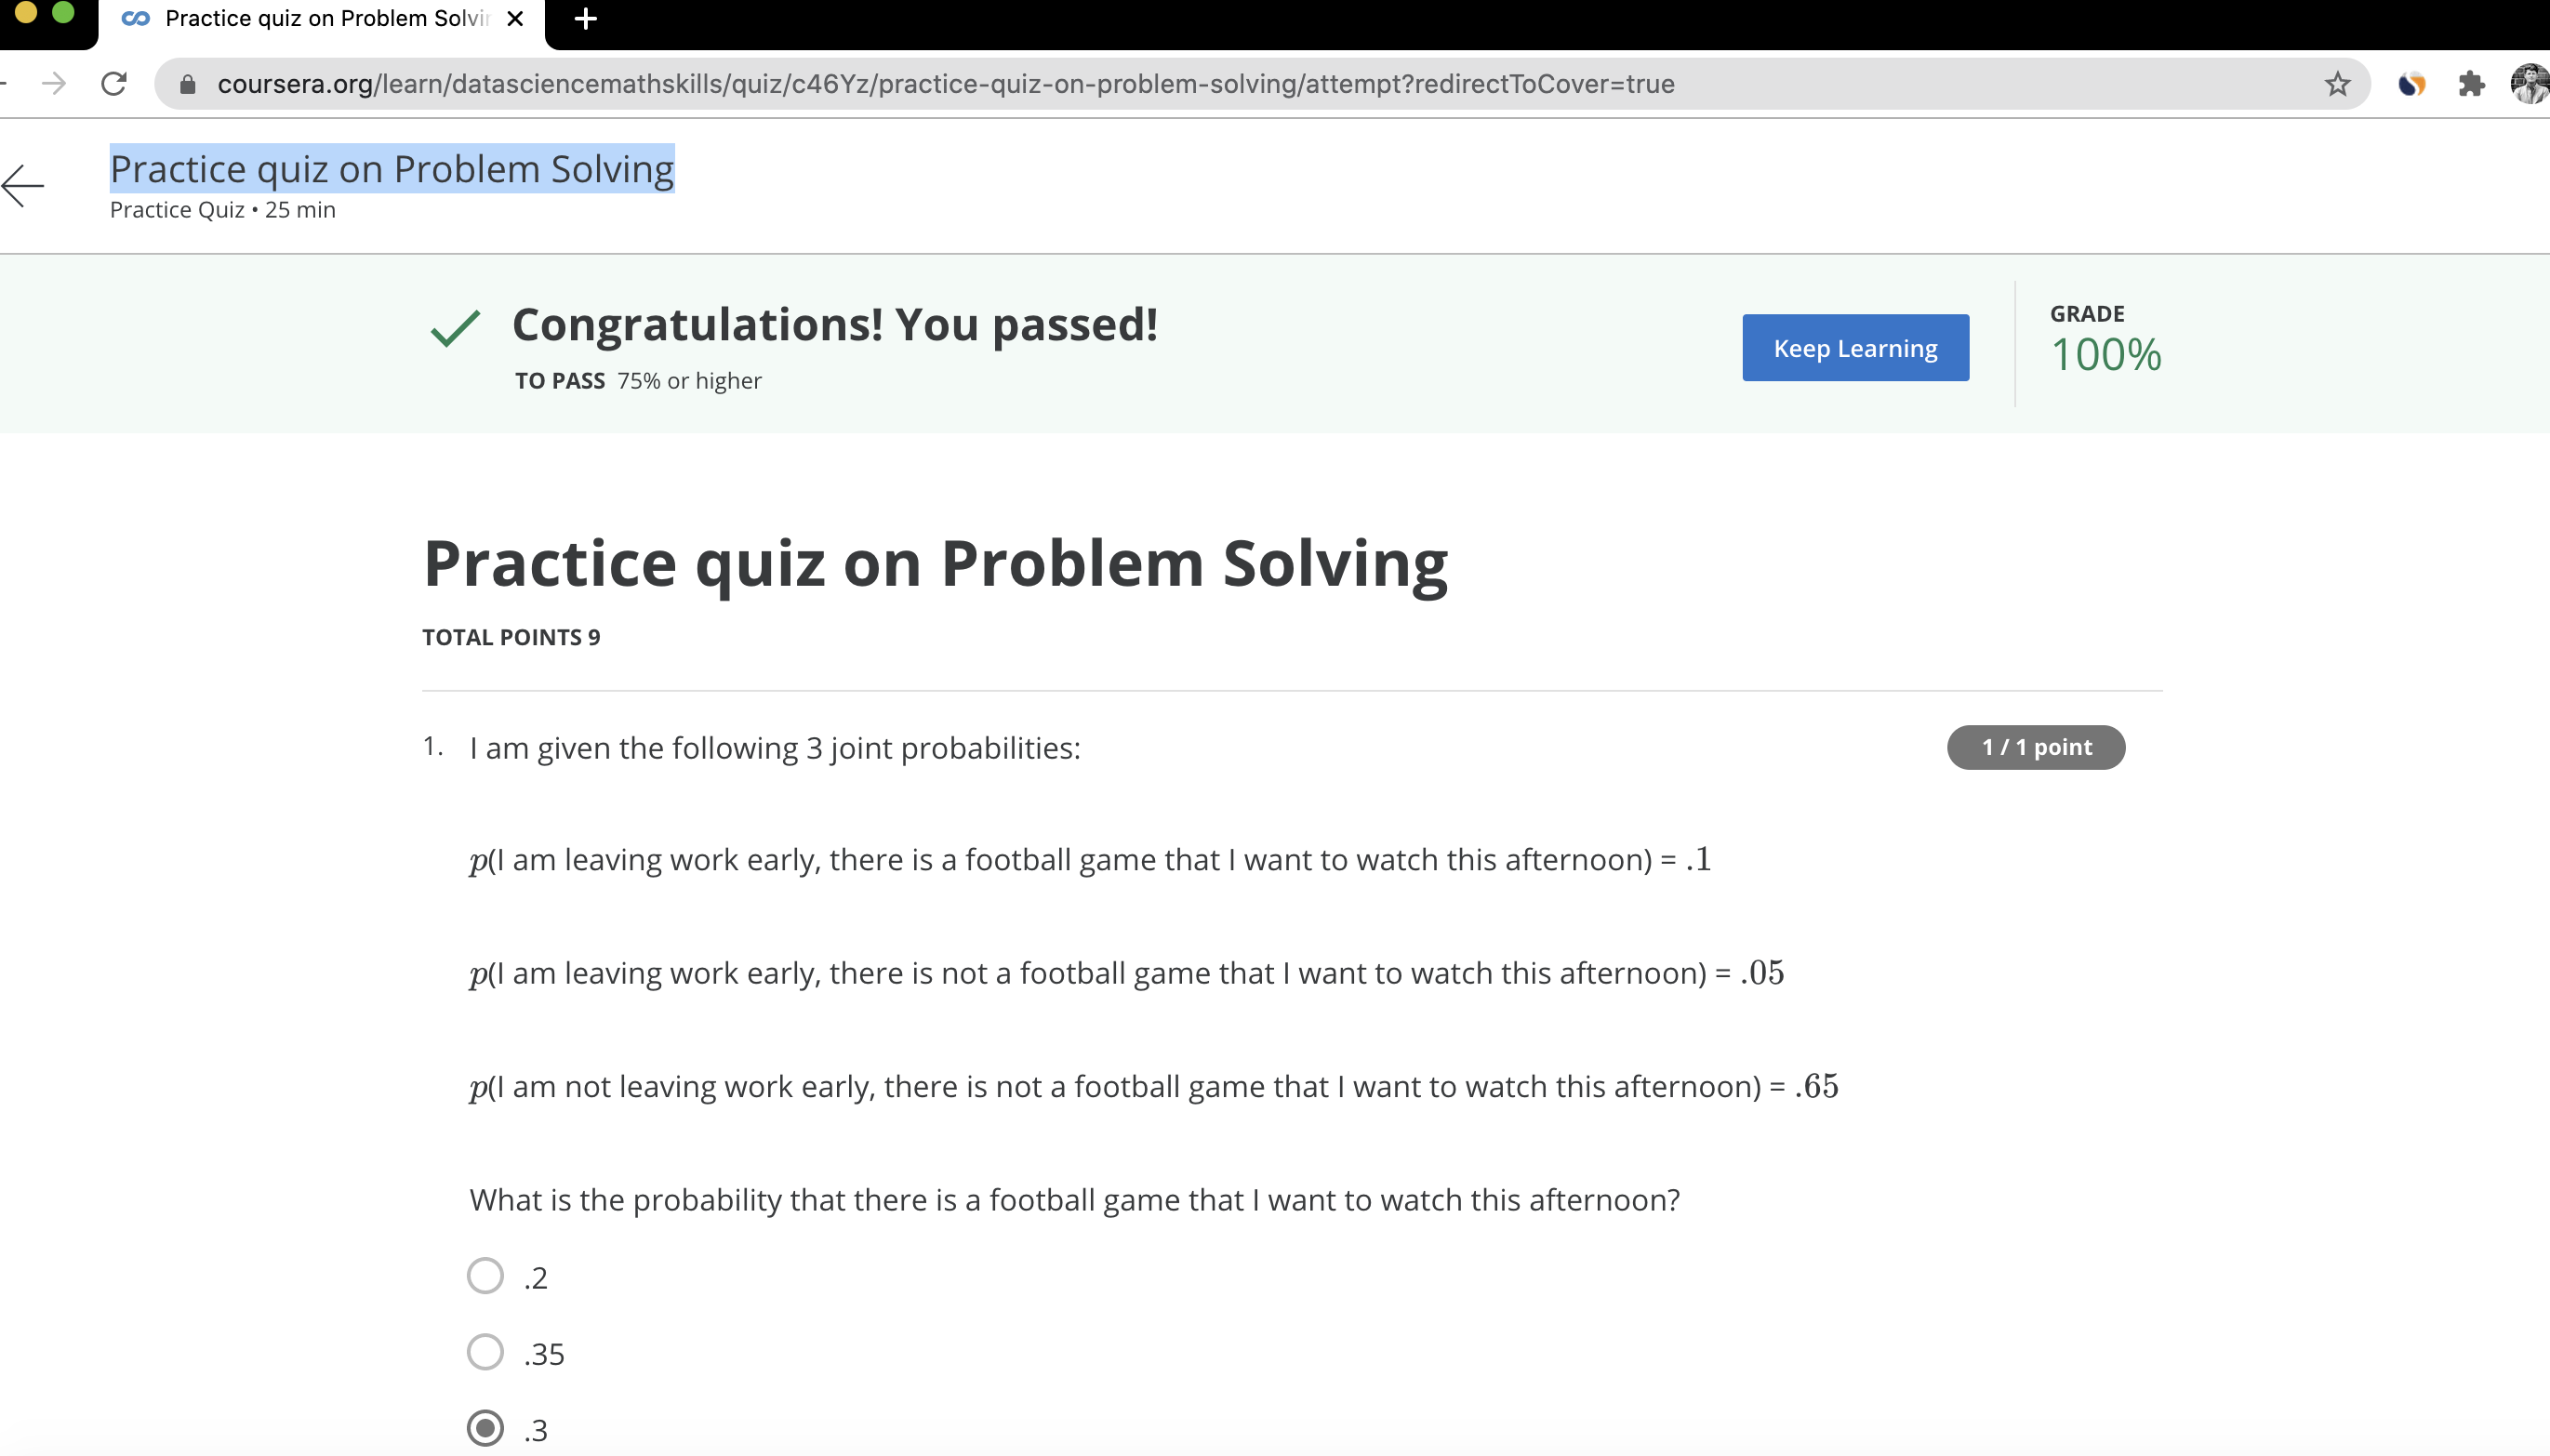 Practice quiz on Problem Solvin
coursera.org/learn/datasciencemathskills/quiz/c46Yz/practice-quiz-on-problem-solving/attempt?redirectToCover=true
Practice quiz on Problem Solving
Practice Quiz • 25 min
Congratulations! You passed!
TO PASS 75% or higher
Keep Learning
GRADE
100%
Practice quiz on Problem Solving
TOTAL POINTS 9
1. I am given the following 3 joint probabilities:
1 / 1 point
p(I am leaving work early, there is a football game that I want to watch this afternoon) = .1
p(I am leaving work early, there is not a football game that I want to watch this afternoon) = .05
p(I am not leaving work early, there is not a football game that I want to watch this afternoon) = .65
What is the probability that there is a football game that I want to watch this afternoon?
.2
.35
.3